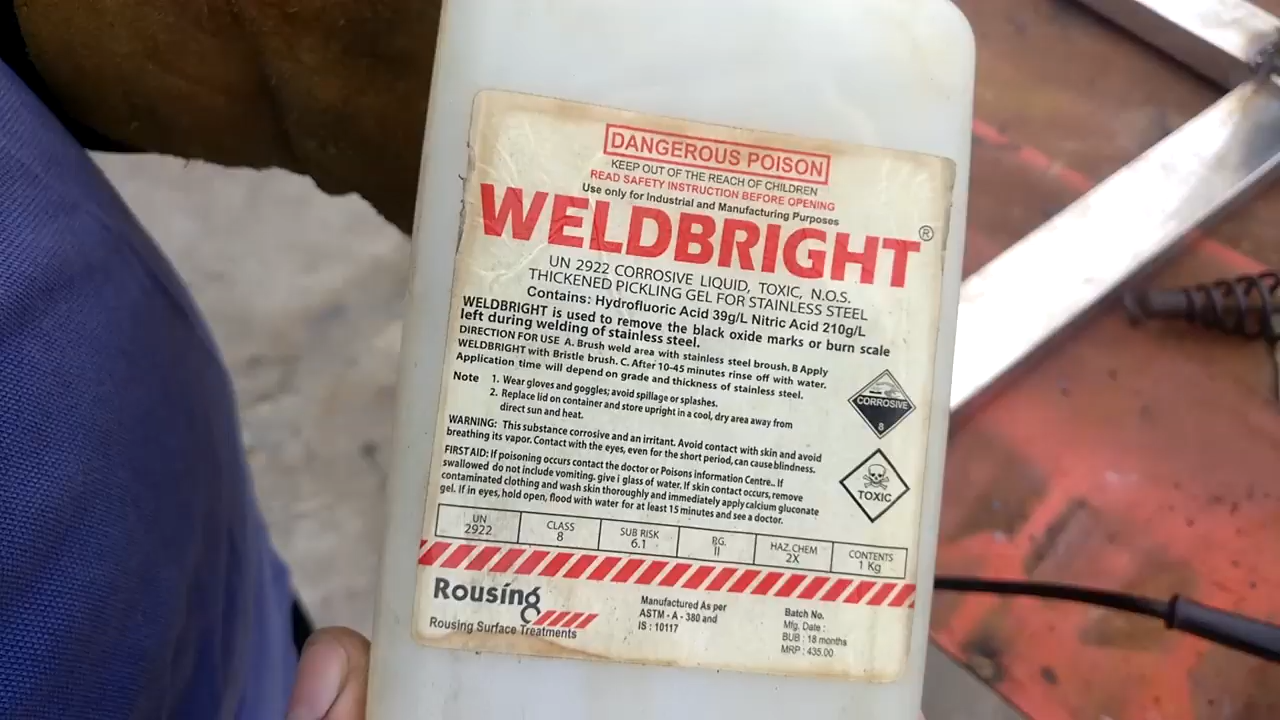 DANGEROUS POISON
KEEP OUT OF THE REACH OF CHILDREN
READ SAFETY INSTRUCTION BEFORE OPENING
Use only for Industrial and Manufacturing Purposes
WELDBRIGHT®
UN 2922 CORROSIVE LIQUID, TOXIC, N.O.S.
THICKENED PICKLING GEL FOR STAINLESS STEEL
Contains: Hydrofluoric Acid 39g/L Nitric Acid 210g/L
WELDBRIGHT is used to remove the black oxide marks or burn scale
left during welding of stainless steel.
DIRECTION FOR USE A. Brush weld area with stainless steel broush. B Apply
WELDBRIGHT with Bristle brush. C. After 10-45 minutes rinse off with water.
Application time will depend on grade and thickness of stainless steel.
Note 1. Wear gloves and goggles; avoid spillage or splashes.
2. Replace lid on container and store upright in a cool, dry area away from
direct sun and heat.
CORROSIVE
8
WARNING: This substance corrosive and an irritant. Avoid contact with skin and avoid
breathing its vapor. Contact with the eyes, even for the short period, can cause blindness.
FIRST AID: If poisoning occurs contact the doctor or Poisons Information Centre.. If
swallowed do not include vomiting. give i glass of water. If skin contact occurs, remove
contaminated clothing and wash skin thoroughly and immediately apply calcium gluconate
gel. If in eyes, hold open, flood with water for at least 15 minutes and see a doctor.
TOXIC
UN 2922
CLASS 8
SUB RISK 6.1
PG. II
HAZ.CHEM 2X
CONTENTS 1 Kg
Rousing
Rousing Surface Treatments
Manufactured As per
ASTM - A - 380 and
IS : 10117
Batch No.
Mfg. Date :
BUB : 18 months
MRP : 435.00